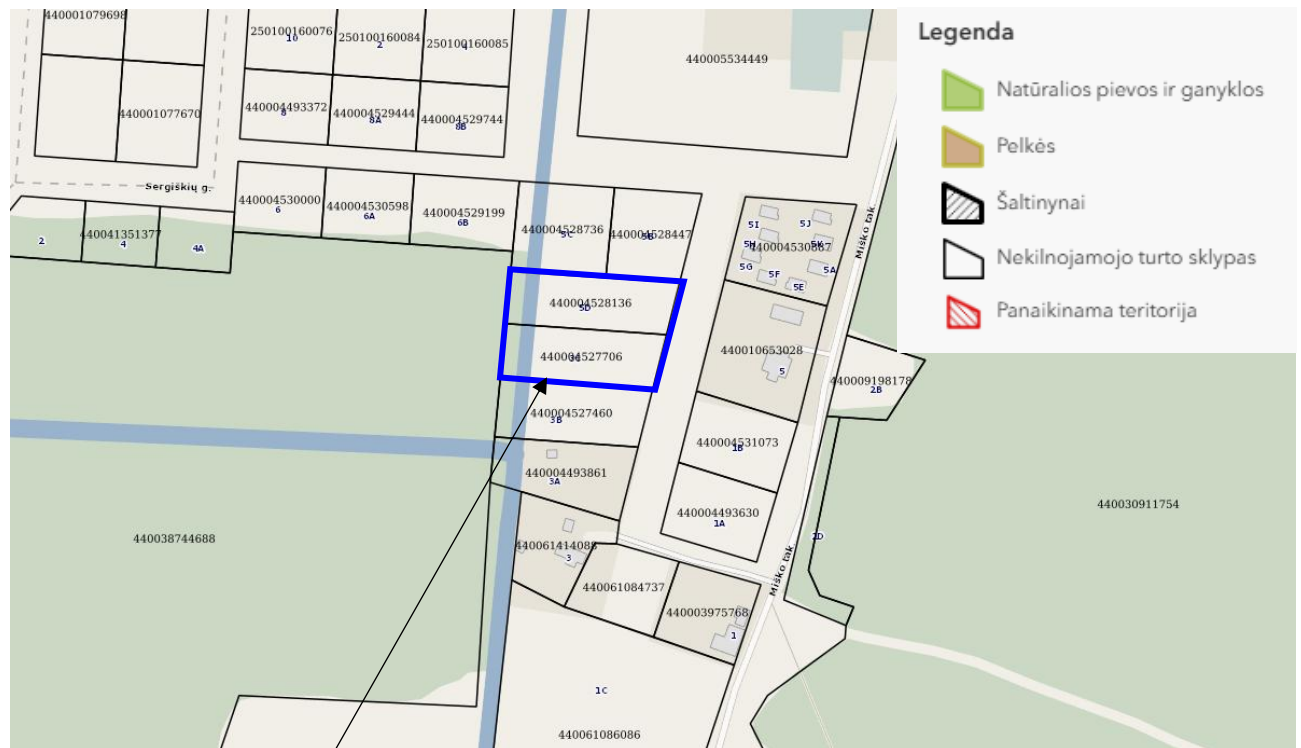 440001079698
250100160076
10
250100160084
2
250100160085
4
440005534449
440001077670
440004493372
8
440004529444
8A
440004529744
8B
Sergiškių g.
440004530000
6
440004530598
6A
440004529199
6B
2
440041351377
4
4A
440004528736
5C
440004528447
5B
5I
5J
5H
5K
440004530887
5G
5F
5A
5E
Miško tak.
440004528136
5D
440004527706
3C
440010653028
5
440009198178
2B
440004527460
3B
440004531073
1B
440004493861
3A
440004493630
1A
440030911754
2D
440038744688
440061414088
3
440061084737
Miško tak.
440003975768
1
1C
440061086086
Legenda
Natūralios pievos ir ganyklos
Pelkės
Šaltinynai
Nekilnojamojo turto sklypas
Panaikinama teritorija